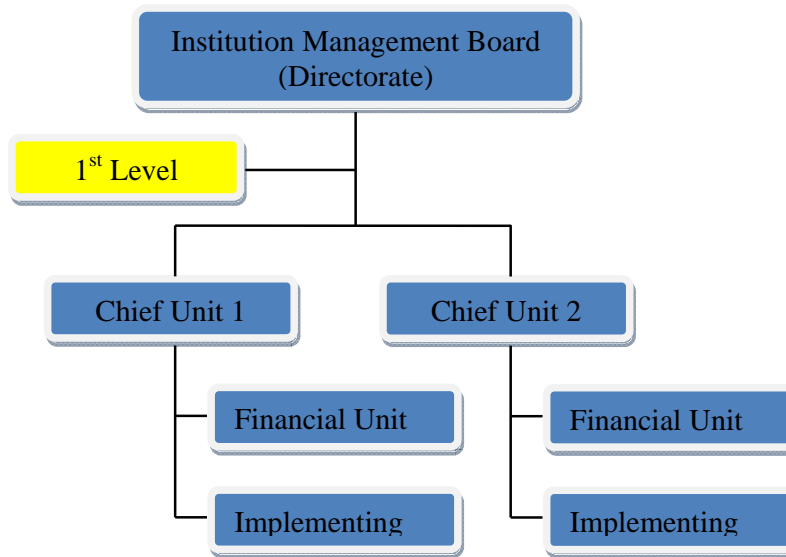 Institution Management Board
(Directorate)
1st Level
Chief Unit 1
Chief Unit 2
Financial Unit
Financial Unit
Implementing
Implementing